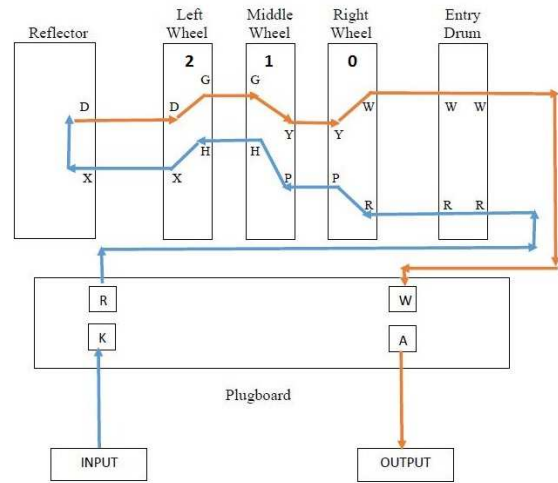 Reflector
Left
Wheel
Middle
Wheel
Right
Wheel
Entry
Drum
2
1
0
D
D
G
G
Y
Y
W
W
W
X
X
H
H
P
P
R
R
R
R
W
K
A
Plugboard
INPUT
OUTPUT